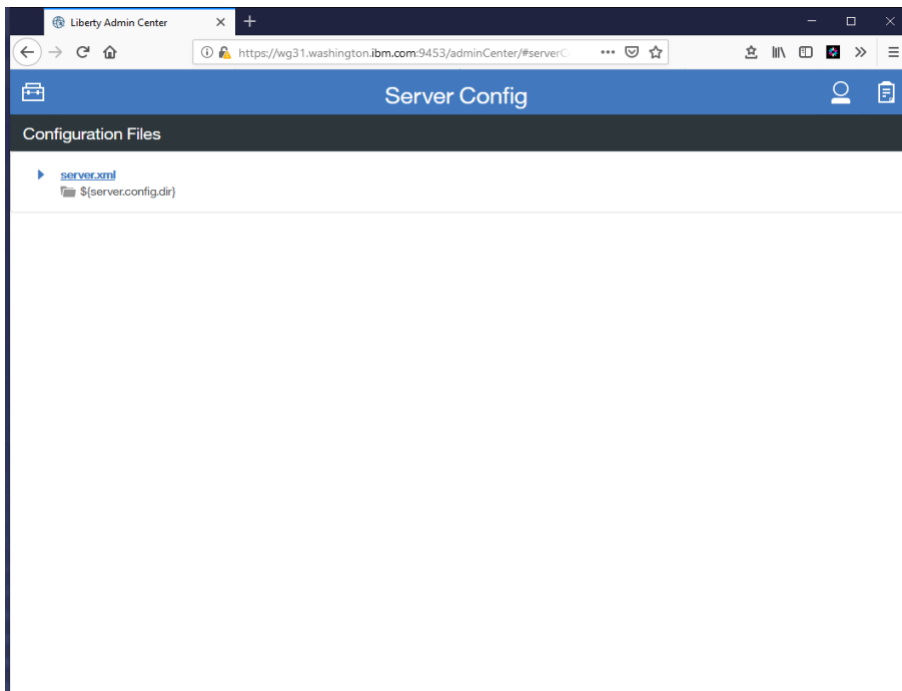 Liberty Admin Center
https://wg31.washington.ibm.com:9453/adminCenter/#server
Server Config
Configuration Files
server.xml
${server.config.dir}